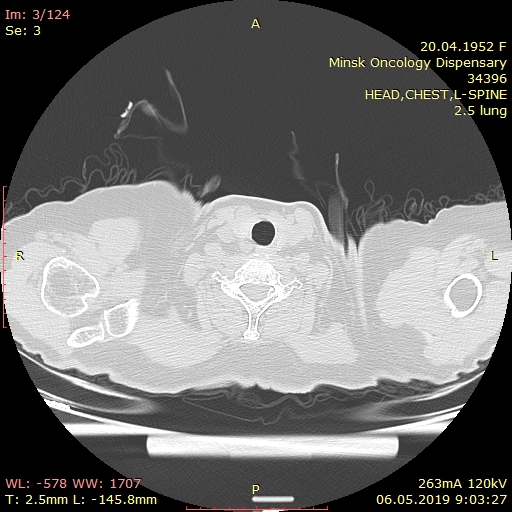 Im: 3/124
Se: 3
A
20.04.1952 F
Minsk Oncology Dispensary
34396
HEAD,CHEST,L-SPINE
2.5 lung
R
L
WL: -578 WW: 1707
T: 2.5mm L: -145.8mm
P
263mA 120kV
06.05.2019 9:03:27